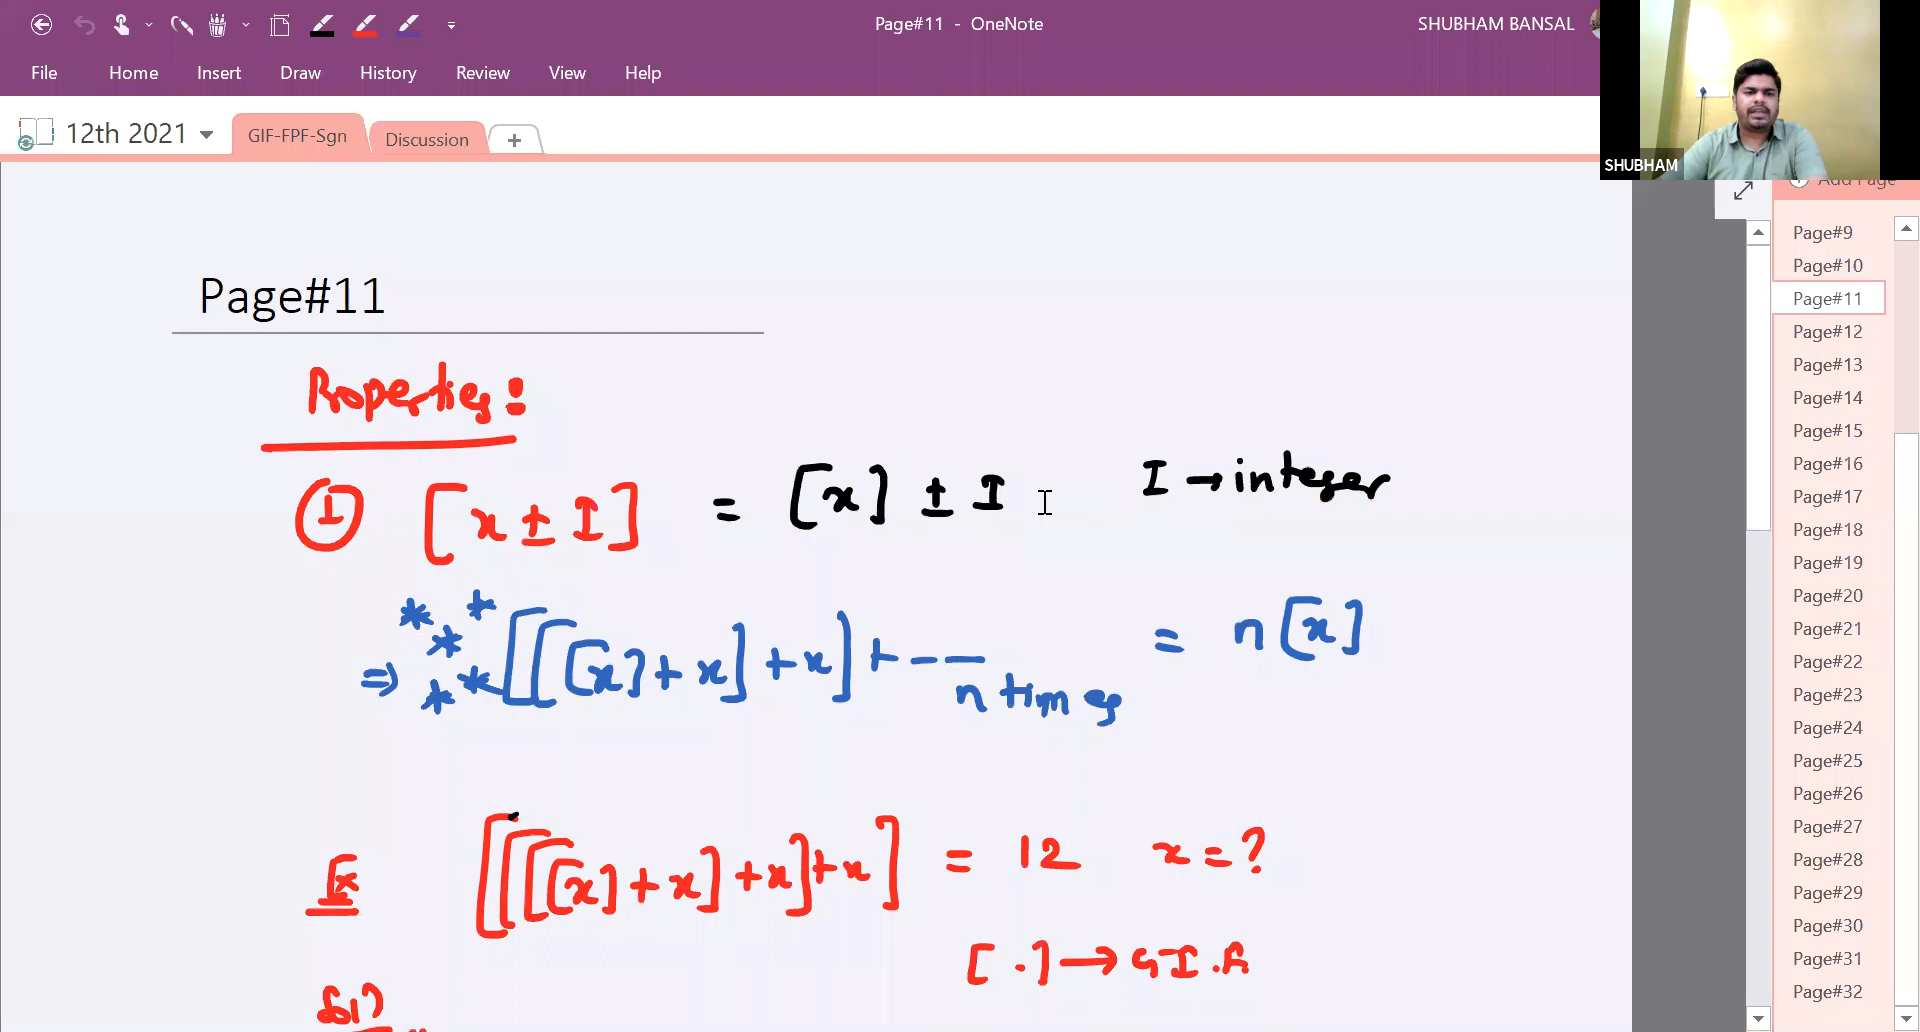 Page#11 - OneNote
SHUBHAM BANSAL
File Home Insert Draw History Review View Help
SHUBHAM
12th 2021
GIF-FPF-Sgn
Discussion
+
Add Page
Page#9
Page#10
Page#11
Page#12
Page#13
Page#14
Page#15
Page#16
Page#17
Page#18
Page#19
Page#20
Page#21
Page#22
Page#23
Page#24
Page#25
Page#26
Page#27
Page#28
Page#29
Page#30
Page#31
Page#32
Page#11
Properties:
① [x ± I] = [x] ± I I → integer
⇒ ***** [[[x]+x]+x]+ -- = n[x]
n times
Ex [[[[x]+x]+x]+x] = 12 x=?
[.] → G.I.F
Sol?